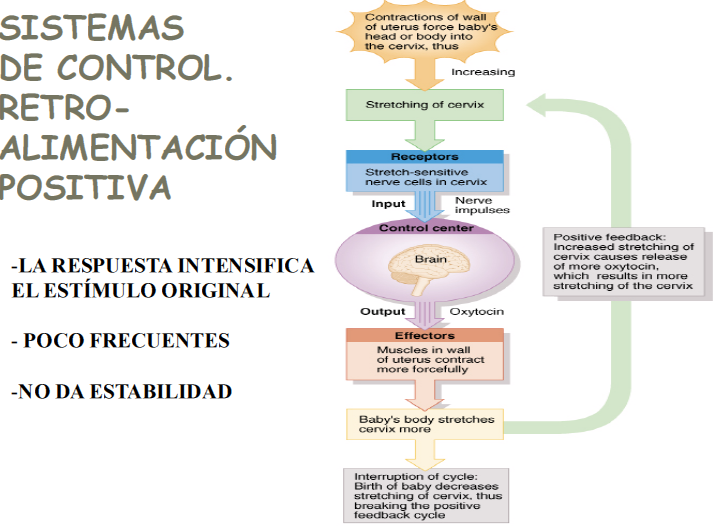 SISTEMAS
DE CONTROL.
RETRO-
ALIMENTACIÓN
POSITIVA
-LA RESPUESTA INTENSIFICA
EL ESTÍMULO ORIGINAL
- POCO FRECUENTES
-NO DA ESTABILIDAD
Contractions of wall
of uterus force baby's
head or body into
the cervix, thus
Increasing
Stretching of cervix
Receptors
Stretch-sensitive
nerve cells in cervix
Input
Nerve
impulses
Control center
Brain
Output
Oxytocin
Effectors
Muscles in wall
of uterus contract
more forcefully
Baby's body stretches
cervix more
Interruption of cycle:
Birth of baby decreases
stretching of cervix, thus
breaking the positive
feedback cycle
Positive feedback:
Increased stretching of
cervix causes release
of more oxytocin,
which results in more
stretching of the cervix